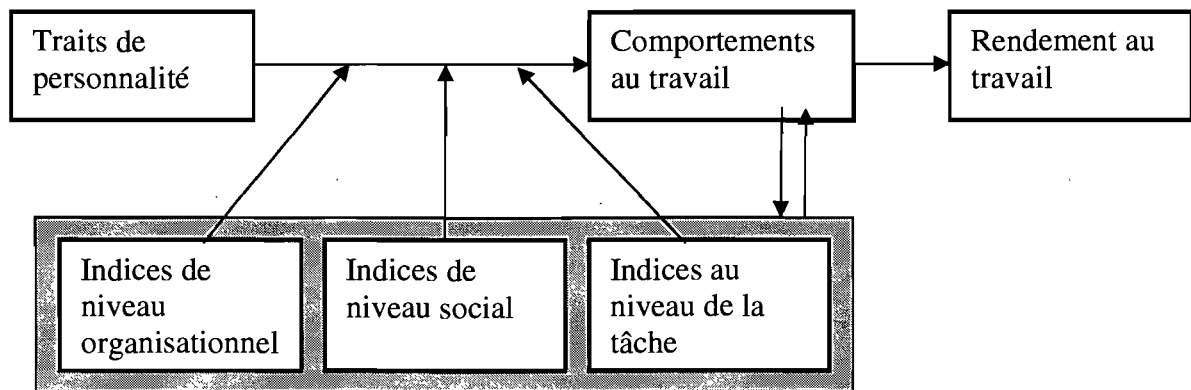 Traits de
personnalité
Comportements
au travail
Rendement au
travail
Indices de
niveau
organisationnel
Indices de
niveau social
Indices au
niveau de la
tâche